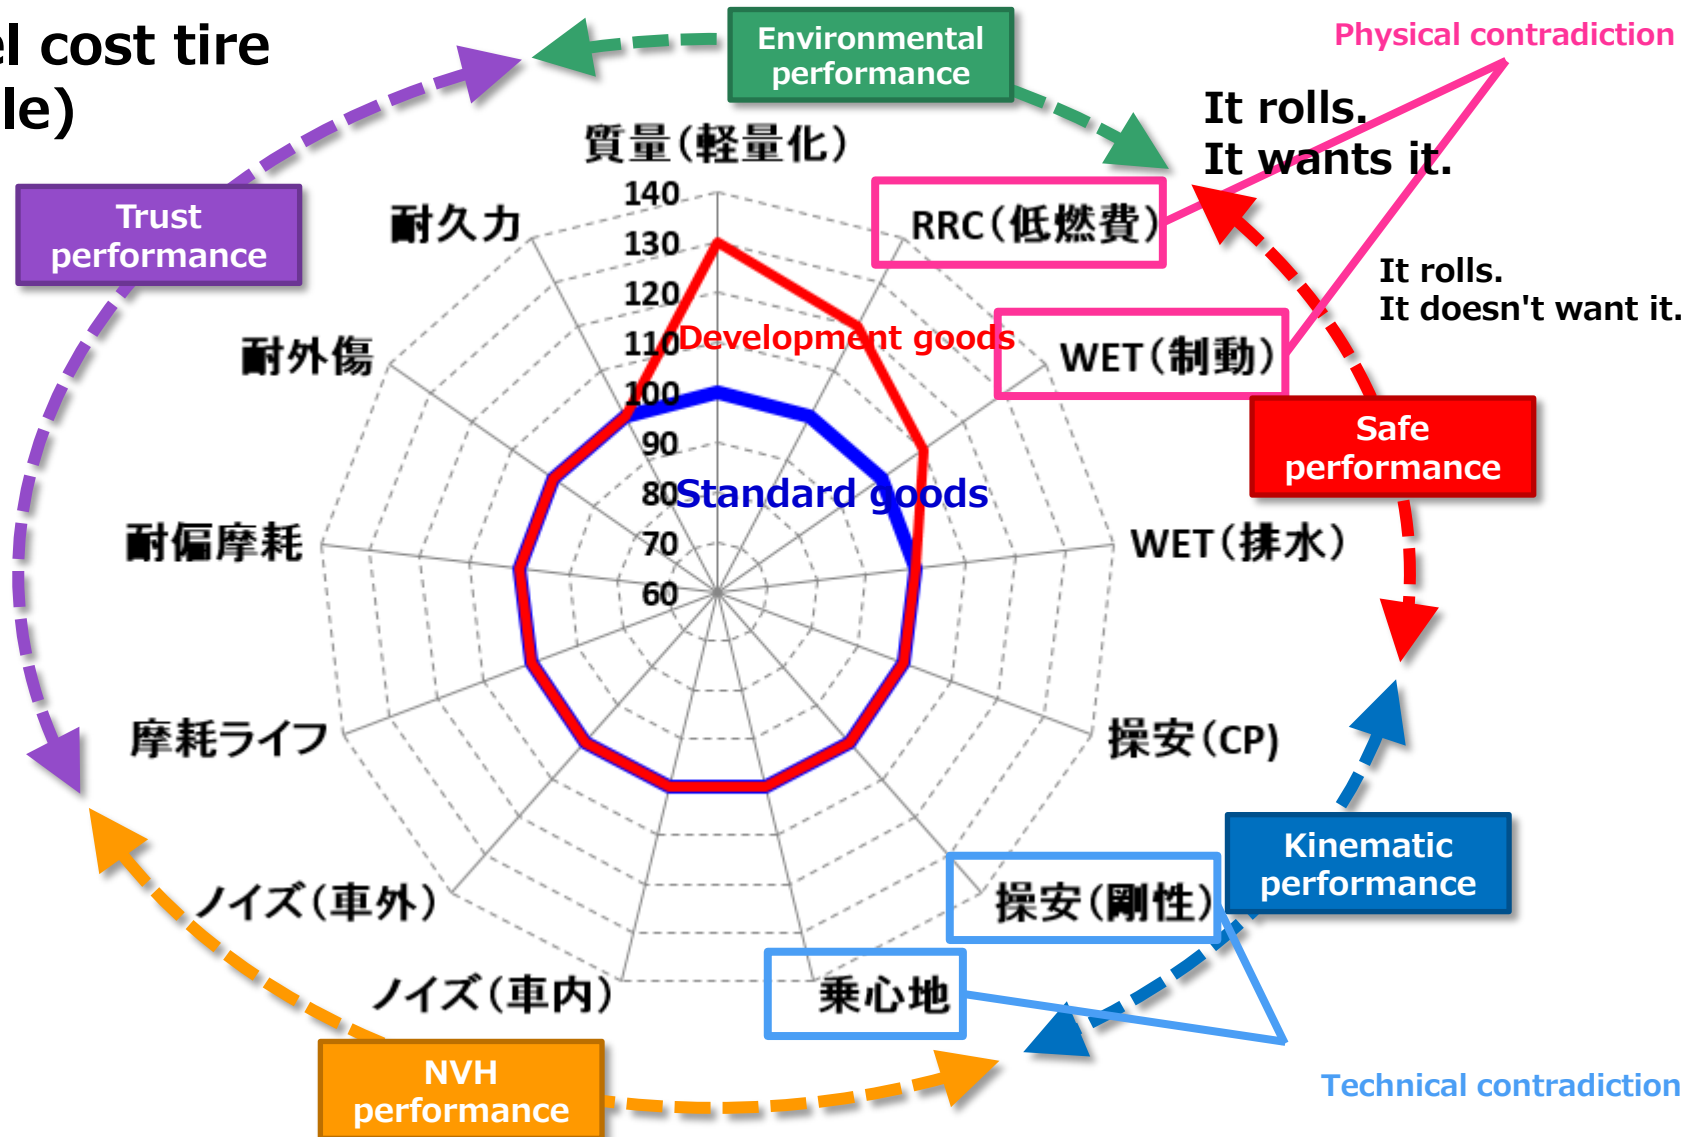 el cost tire
le)
Environmental
performance
Physical contradiction
It rolls.
It wants it.
Trust
performance
質量(軽量化)
耐久力
RRC(低燃費)
It rolls.
It doesn't want it.
耐外傷
WET(制動)
140
130
120
110
100
90
80
70
60
Development goods
Standard goods
Safe
performance
耐偏摩耗
WET(排水)
摩耗ライフ
操安(CP)
Kinematic
performance
ノイズ(車外)
操安(剛性)
ノイズ(車内)
乗心地
NVH
performance
Technical contradiction